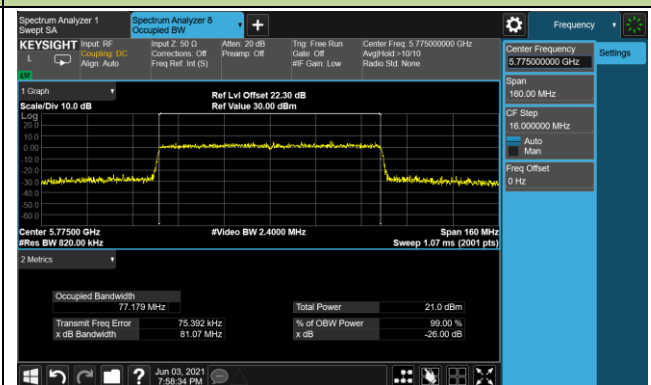 Spectrum Analyzer 1
Swept SA
Spectrum Analyzer 8
Occupied BW
+
Frequency
KEYSIGHT
L
Input: RF
Coupling: DC
Align: Auto
Input Z: 50 Ω
Corrections: Off
Freq Ref: Int (S)
Atten: 20 dB
Preamp: Off
Trig: Free Run
Gate: Off
#IF Gain: Low
Center Freq: 5.775000000 GHz
Avg|Hold:>10/10
Radio Std: None
Center Frequency
5.775000000 GHz
Settings
Span
160.00 MHz
CF Step
16.000000 MHz
Auto
Man
Freq Offset
0 Hz
1 Graph
Scale/Div 10.0 dB
Ref Lvl Offset 22.30 dB
Ref Value 30.00 dBm
Log
20.0
10.0
0.00
-10.0
-20.0
-30.0
-40.0
-50.0
-60.0
Center 5.77500 GHz
#Video BW 2.4000 MHz
Span 160 MHz
#Res BW 820.00 kHz
Sweep 1.07 ms (2001 pts)
2 Metrics
Occupied Bandwidth
77.179 MHz
Total Power 21.0 dBm
Transmit Freq Error 75.392 kHz
% of OBW Power 99.00 %
x dB Bandwidth 81.07 MHz
x dB -26.00 dB
?
Jun 03, 2021
7:58:34 PM